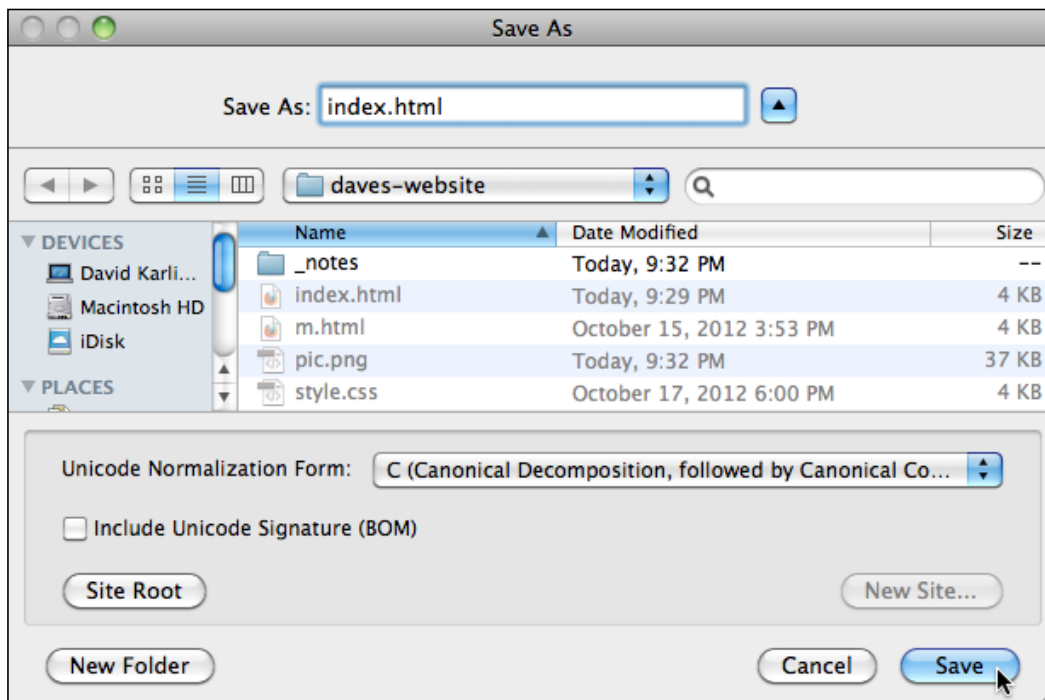 Save As
Save As: index.html
daves-website
Name Date Modified Size
DEVICES
David Karli...
Macintosh HD
iDisk
PLACES
_notes Today, 9:32 PM --
index.html Today, 9:29 PM 4 KB
m.html October 15, 2012 3:53 PM 4 KB
pic.png Today, 9:32 PM 37 KB
style.css October 17, 2012 6:00 PM 4 KB
Unicode Normalization Form: C (Canonical Decomposition, followed by Canonical Co...
Include Unicode Signature (BOM)
Site Root New Site...
New Folder Cancel Save